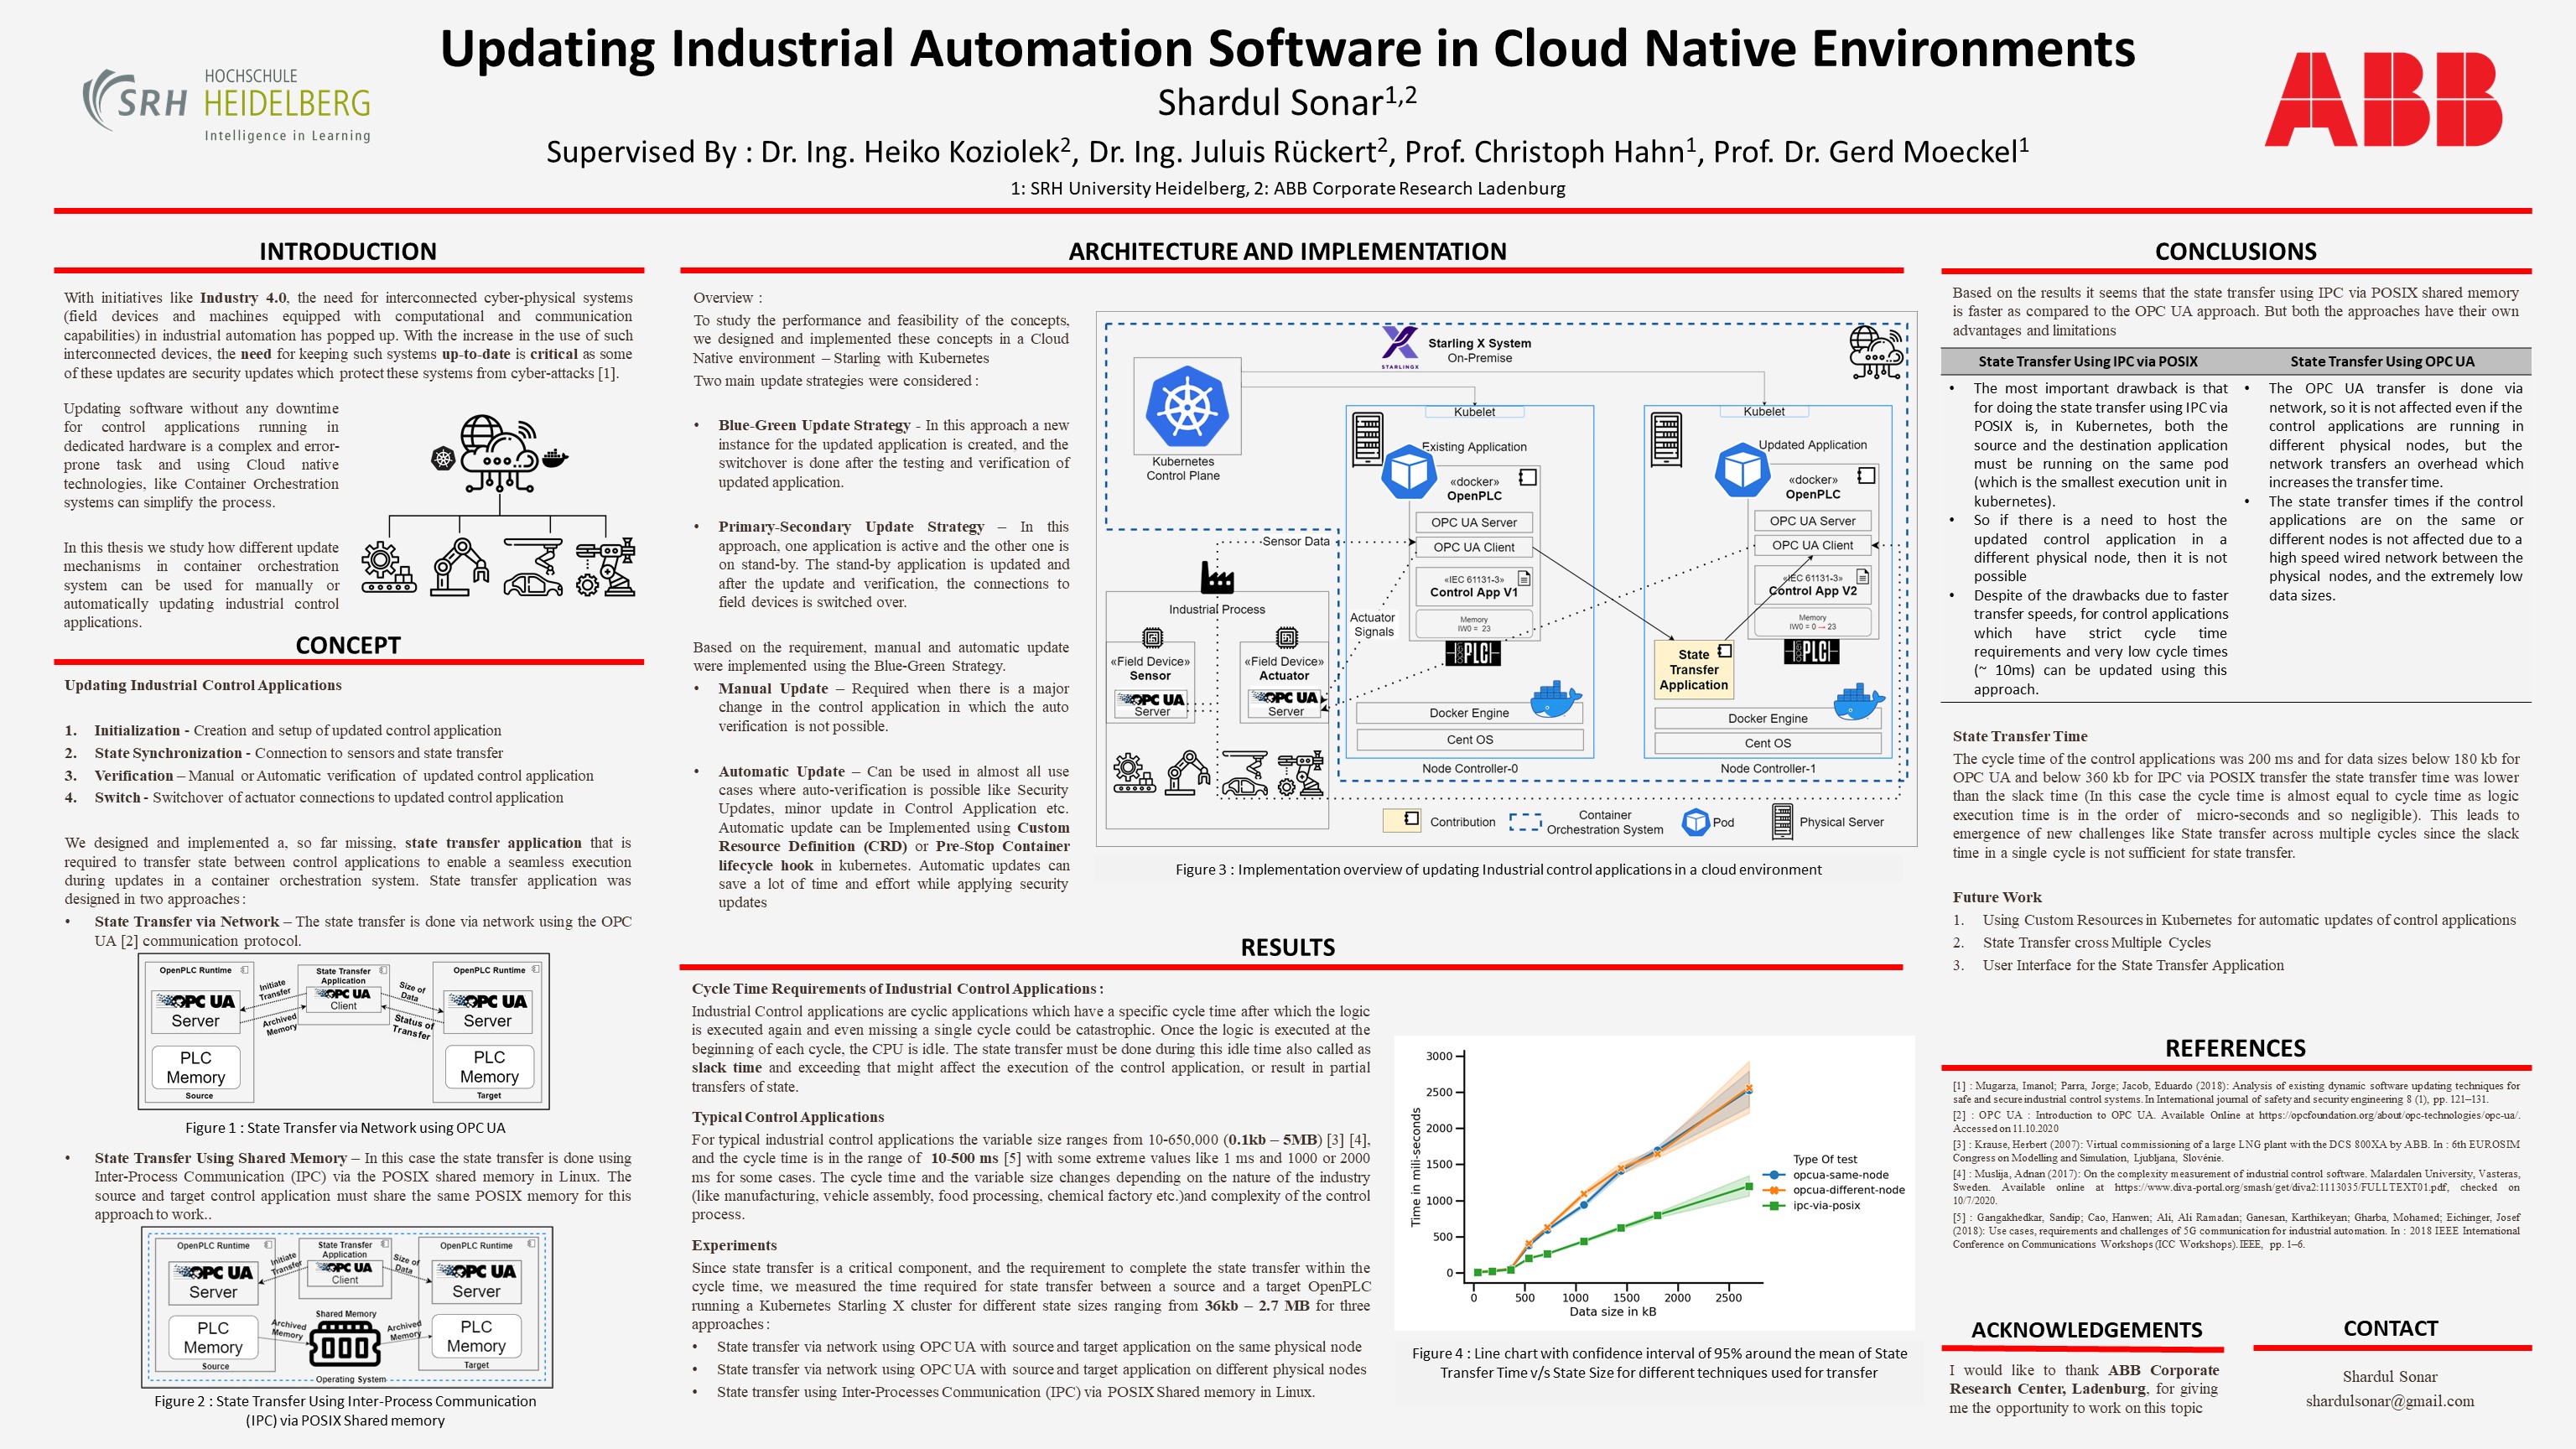 Updating Industrial Automation Software in Cloud Native Environments
Shardul Sonar1,2
Supervised By : Dr. Ing. Heiko Koziolek2, Dr. Ing. Juluis Rückert2, Prof. Christoph Hahn1, Prof. Dr. Gerd Moeckel1
1: SRH University Heidelberg, 2: ABB Corporate Research Ladenburg
SRH
HOCHSCHULE
HEIDELBERG
Intelligence in Learning
ABB
INTRODUCTION
With initiatives like Industry 4.0, the need for interconnected cyber-physical systems
(field devices and machines equipped with computational and communication
capabilities) in industrial automation has popped up. With the increase in the use of such
interconnected devices, the need for keeping such systems up-to-date is critical as some
of these updates are security updates which protect these systems from cyber-attacks [1].
Updating software without any downtime
for control applications running in
dedicated hardware is a complex and error-
prone task and using Cloud native
technologies, like Container Orchestration
systems can simplify the process.
In this thesis we study how different update
mechanisms in container orchestration
system can be used for manually or
automatically updating industrial control
applications.
CONCEPT
Updating Industrial Control Applications
1. Initialization - Creation and setup of updated control application
2. State Synchronization - Connection to sensors and state transfer
3. Verification – Manual or Automatic verification of updated control application
4. Switch - Switchover of actuator connections to updated control application
We designed and implemented a, so far missing, state transfer application that is
required to transfer state between control applications to enable a seamless execution
during updates in a container orchestration system. State transfer application was
designed in two approaches :
• State Transfer via Network – The state transfer is done via network using the OPC
UA [2] communication protocol.
OpenPLC Runtime
State Transfer
Application
OpenPLC Runtime
OPC UA
Server
OPC UA
Client
OPC UA
Server
Initiate
Transfer
Archived
Memory
Size of
Data
Status of
Transfer
PLC
Memory
PLC
Memory
Source
Target
Figure 1 : State Transfer via Network using OPC UA
• State Transfer Using Shared Memory – In this case the state transfer is done using
Inter-Process Communication (IPC) via the POSIX shared memory in Linux. The
source and target control application must share the same POSIX memory for this
approach to work..
OpenPLC Runtime
State Transfer
Application
OpenPLC Runtime
OPC UA
Server
OPC UA
Client
OPC UA
Server
Initiate
Transfer
Size of
Data
Shared Memory
Archived
Memory
Archived
Memory
PLC
Memory
PLC
Memory
Source
Target
Operating System
Figure 2 : State Transfer Using Inter-Process Communication
(IPC) via POSIX Shared memory
ARCHITECTURE AND IMPLEMENTATION
Overview :
To study the performance and feasibility of the concepts,
we designed and implemented these concepts in a Cloud
Native environment – Starling with Kubernetes
Two main update strategies were considered :
• Blue-Green Update Strategy - In this approach a new
instance for the updated application is created, and the
switchover is done after the testing and verification of
updated application.
• Primary-Secondary Update Strategy – In this
approach, one application is active and the other one is
on stand-by. The stand-by application is updated and
after the update and verification, the connections to
field devices is switched over.
Based on the requirement, manual and automatic update
were implemented using the Blue-Green Strategy.
• Manual Update – Required when there is a major
change in the control application in which the auto
verification is not possible.
• Automatic Update – Can be used in almost all use
cases where auto-verification is possible like Security
Updates, minor update in Control Application etc.
Automatic update can be Implemented using Custom
Resource Definition (CRD) or Pre-Stop Container
lifecycle hook in kubernetes. Automatic updates can
save a lot of time and effort while applying security
updates
STARLINGX
Starling X System
On-Premise
Kubernetes
Control Plane
Kubelet
Existing Application
«docker»
OpenPLC
OPC UA Server
OPC UA Client
«IEC 61131-3»
Control App V1
Memory
IW0 = 23
PLC
Docker Engine
Cent OS
Node Controller-0
Kubelet
Updated Application
«docker»
OpenPLC
OPC UA Server
OPC UA Client
«IEC 61131-3»
Control App V2
Memory
IW0 = 0 → 23
PLC
State
Transfer
Application
Docker Engine
Cent OS
Node Controller-1
Sensor Data
Actuator
Signals
Industrial Process
«Field Device»
Sensor
OPC UA
Server
«Field Device»
Actuator
OPC UA
Server
Contribution
Container
Orchestration System
Pod
Physical Server
Figure 3 : Implementation overview of updating Industrial control applications in a cloud environment
RESULTS
Cycle Time Requirements of Industrial Control Applications :
Industrial Control applications are cyclic applications which have a specific cycle time after which the logic
is executed again and even missing a single cycle could be catastrophic. Once the logic is executed at the
beginning of each cycle, the CPU is idle. The state transfer must be done during this idle time also called as
slack time and exceeding that might affect the execution of the control application, or result in partial
transfers of state.
Typical Control Applications
For typical industrial control applications the variable size ranges from 10-650,000 (0.1kb – 5MB) [3] [4],
and the cycle time is in the range of 10-500 ms [5] with some extreme values like 1 ms and 1000 or 2000
ms for some cases. The cycle time and the variable size changes depending on the nature of the industry
(like manufacturing, vehicle assembly, food processing, chemical factory etc.)and complexity of the control
process.
Experiments
Since state transfer is a critical component, and the requirement to complete the state transfer within the
cycle time, we measured the time required for state transfer between a source and a target OpenPLC
running a Kubernetes Starling X cluster for different state sizes ranging from 36kb – 2.7 MB for three
approaches :
• State transfer via network using OPC UA with source and target application on the same physical node
• State transfer via network using OPC UA with source and target application on different physical nodes
• State transfer using Inter-Processes Communication (IPC) via POSIX Shared memory in Linux.
Time in mili-seconds
3000
2500
2000
1500
1000
500
0
0 500 1000 1500 2000 2500
Data size in kB
Type Of test
opcua-same-node
opcua-different-node
ipc-via-posix
Figure 4 : Line chart with confidence interval of 95% around the mean of State
Transfer Time v/s State Size for different techniques used for transfer
CONCLUSIONS
Based on the results it seems that the state transfer using IPC via POSIX shared memory
is faster as compared to the OPC UA approach. But both the approaches have their own
advantages and limitations
State Transfer Using IPC via POSIX
• The most important drawback is that
for doing the state transfer using IPC via
POSIX is, in Kubernetes, both the
source and the destination application
must be running on the same pod
(which is the smallest execution unit in
kubernetes).
• So if there is a need to host the
updated control application in a
different physical node, then it is not
possible
• Despite of the drawbacks due to faster
transfer speeds, for control applications
which have strict cycle time
requirements and very low cycle times
(~ 10ms) can be updated using this
approach.
State Transfer Using OPC UA
• The OPC UA transfer is done via
network, so it is not affected even if the
control applications are running in
different physical nodes, but the
network transfers an overhead which
increases the transfer time.
• The state transfer times if the control
applications are on the same or
different nodes is not affected due to a
high speed wired network between the
physical nodes, and the extremely low
data sizes.
State Transfer Time
The cycle time of the control applications was 200 ms and for data sizes below 180 kb for
OPC UA and below 360 kb for IPC via POSIX transfer the state transfer time was lower
than the slack time (In this case the cycle time is almost equal to cycle time as logic
execution time is in the order of micro-seconds and so negligible). This leads to
emergence of new challenges like State transfer across multiple cycles since the slack
time in a single cycle is not sufficient for state transfer.
Future Work
1. Using Custom Resources in Kubernetes for automatic updates of control applications
2. State Transfer cross Multiple Cycles
3. User Interface for the State Transfer Application
REFERENCES
[1] : Mugarza, Imanol; Parra, Jorge; Jacob, Eduardo (2018): Analysis of existing dynamic software updating techniques for
safe and secure industrial control systems. In International journal of safety and security engineering 8 (1), pp. 121–131.
[2] : OPC UA : Introduction to OPC UA. Available Online at https://opcfoundation.org/about/opc-technologies/opc-ua/.
Accessed on 11.10.2020
[3] : Krause, Herbert (2007): Virtual commissioning of a large LNG plant with the DCS 800XA by ABB. In : 6th EUROSIM
Congress on Modelling and Simulation, Ljubljana, Slovénie.
[4] : Muslija, Adnan (2017): On the complexity measurement of industrial control software. Malardalen University, Vasteras,
Sweden. Available online at https://www.diva-portal.org/smash/get/diva2:1113035/FULLTEXT01.pdf, checked on
10/7/2020.
[5] : Gangakhedkar, Sandip; Cao, Hanwen; Ali, Ali Ramadan; Ganesan, Karthikeyan; Gharba, Mohamed; Eichinger, Josef
(2018): Use cases, requirements and challenges of 5G communication for industrial automation. In : 2018 IEEE International
Conference on Communications Workshops (ICC Workshops). IEEE, pp. 1–6.
ACKNOWLEDGEMENTS
I would like to thank ABB Corporate
Research Center, Ladenburg, for giving
me the opportunity to work on this topic
CONTACT
Shardul Sonar
shardulsonar@gmail.com